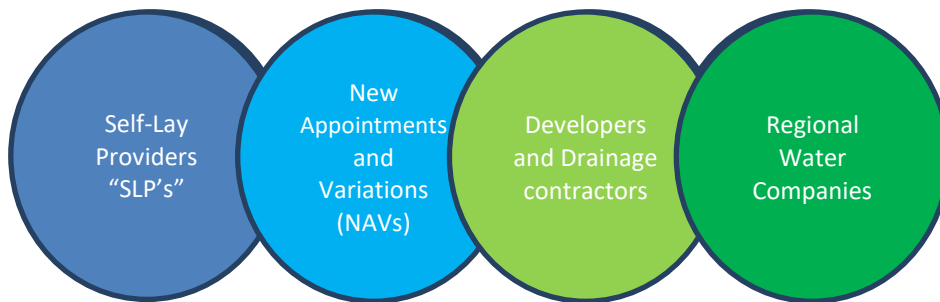 Self-Lay
Providers
“SLP’s”
New
Appointments
and
Variations
(NAVs)
Developers
and Drainage
contractors
Regional
Water
Companies